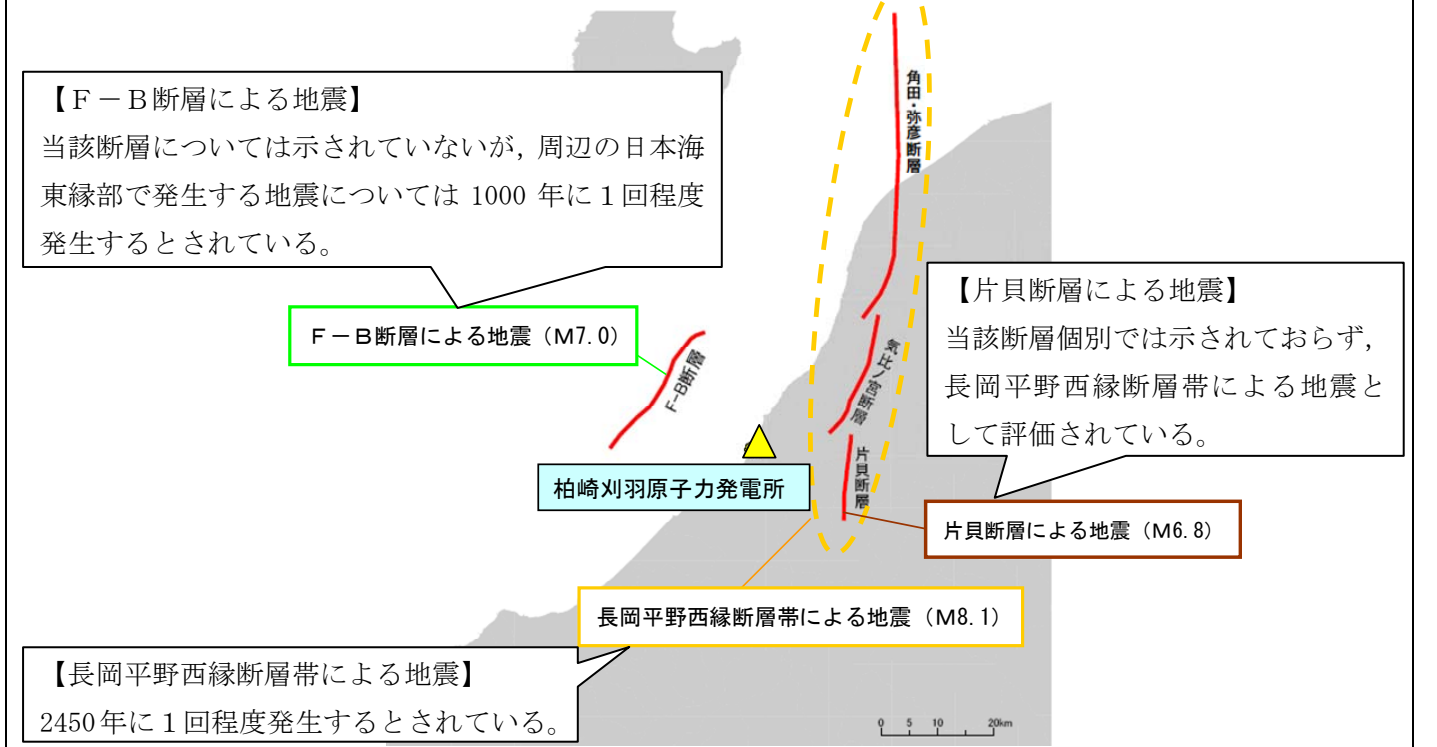 【F－B断層による地震】
当該断層については示されていないが，周辺の日本海
東縁部で発生する地震については 1000 年に１回程度
発生するとされている。
角田・弥彦断層
【片貝断層による地震】
当該断層個別では示されておらず，
長岡平野西縁断層帯による地震と
して評価されている。
F－B断層による地震（M7.0）
F-B断層
気比ノ宮断層
片貝断層
柏崎刈羽原子力発電所
片貝断層による地震（M6.8）
長岡平野西縁断層帯による地震（M8.1）
【長岡平野西縁断層帯による地震】
2450年に１回程度発生するとされている。
0 5 10 20km